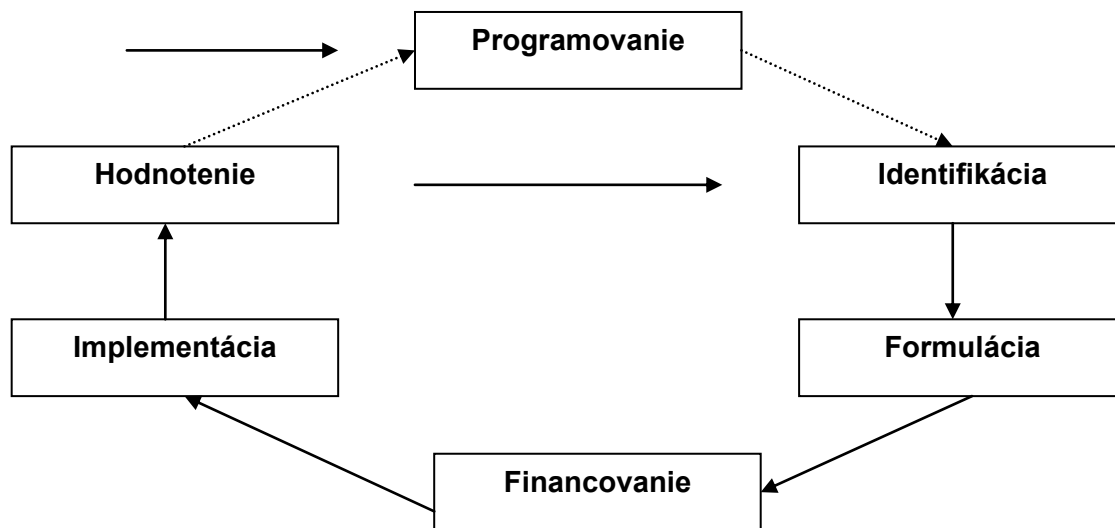 Programovanie
Hodnotenie
Identifikácia
Implementácia
Formulácia
Financovanie